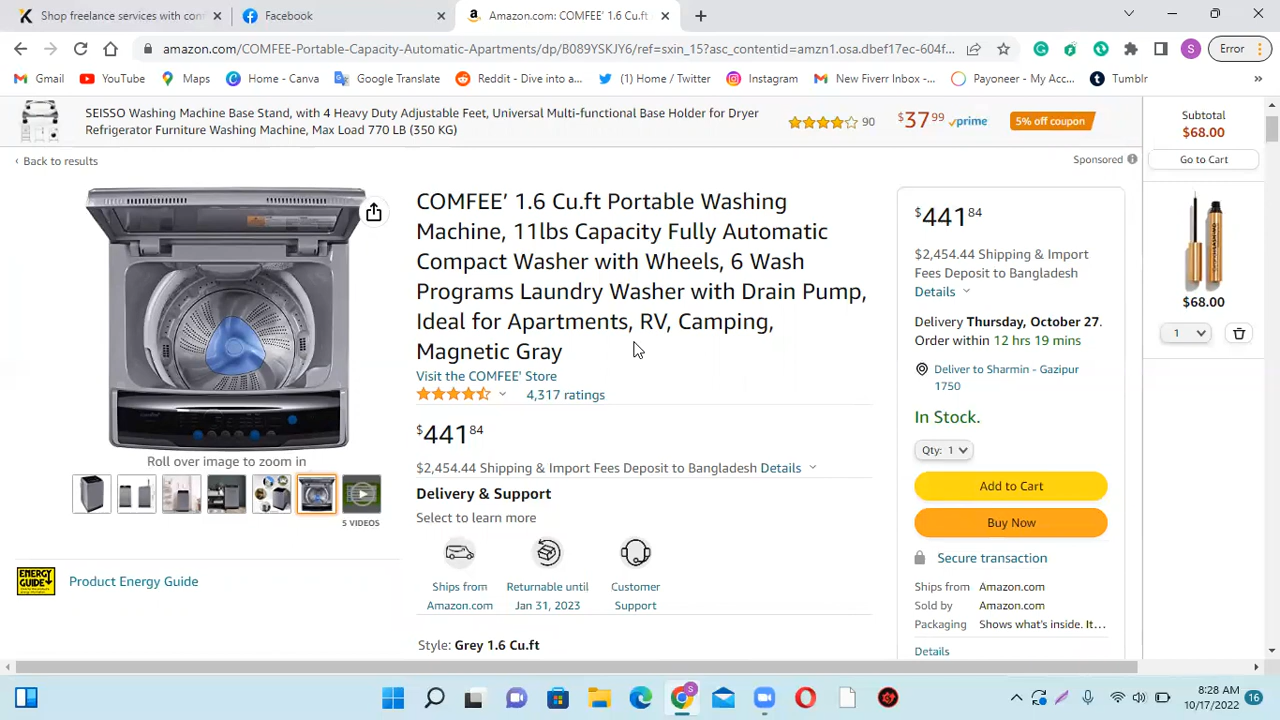 Shop freelance services with con
Facebook
Amazon.com: COMFEE' 1.6 Cu.ft
amazon.com/COMFEE-Portable-Capacity-Automatic-Apartments/dp/B089YSKJY6/ref=sxin_15?asc_contentid=amzn1.osa.dbef17ec-604f...
S
Error
Gmail
YouTube
Maps
Home - Canva
Google Translate
Reddit - Dive into a...
(1) Home / Twitter
Instagram
New Fiverr Inbox -...
Payoneer - My Acc...
Tumblr
SEISSO Washing Machine Base Stand, with 4 Heavy Duty Adjustable Feet, Universal Multi-functional Base Holder for Dryer
Refrigerator Furniture Washing Machine, Max Load 770 LB (350 KG)
90
$37.99
prime
5% off coupon
Subtotal
$68.00
Go to Cart
‹ Back to results
Sponsored
COMFEE’ 1.6 Cu.ft Portable Washing
Machine, 11lbs Capacity Fully Automatic
Compact Washer with Wheels, 6 Wash
Programs Laundry Washer with Drain Pump,
Ideal for Apartments, RV, Camping,
Magnetic Gray
Visit the COMFEE' Store
4,317 ratings
$441 84
$2,454.44 Shipping & Import Fees Deposit to Bangladesh Details
Delivery & Support
Select to learn more
Ships from
Amazon.com
Returnable until
Jan 31, 2023
Customer
Support
Style: Grey 1.6 Cu.ft
Roll over image to zoom in
5 VIDEOS
ENERGY
GUIDE
Product Energy Guide
$441 84
$2,454.44 Shipping & Import
Fees Deposit to Bangladesh
Details
Delivery Thursday, October 27.
Order within 12 hrs 19 mins
Deliver to Sharmin - Gazipur
1750
In Stock.
Qty: 1
Add to Cart
Buy Now
Secure transaction
Ships from Amazon.com
Sold by Amazon.com
Packaging Shows what's inside. It...
Details
$68.00
1
8:28 AM
10/17/2022
16